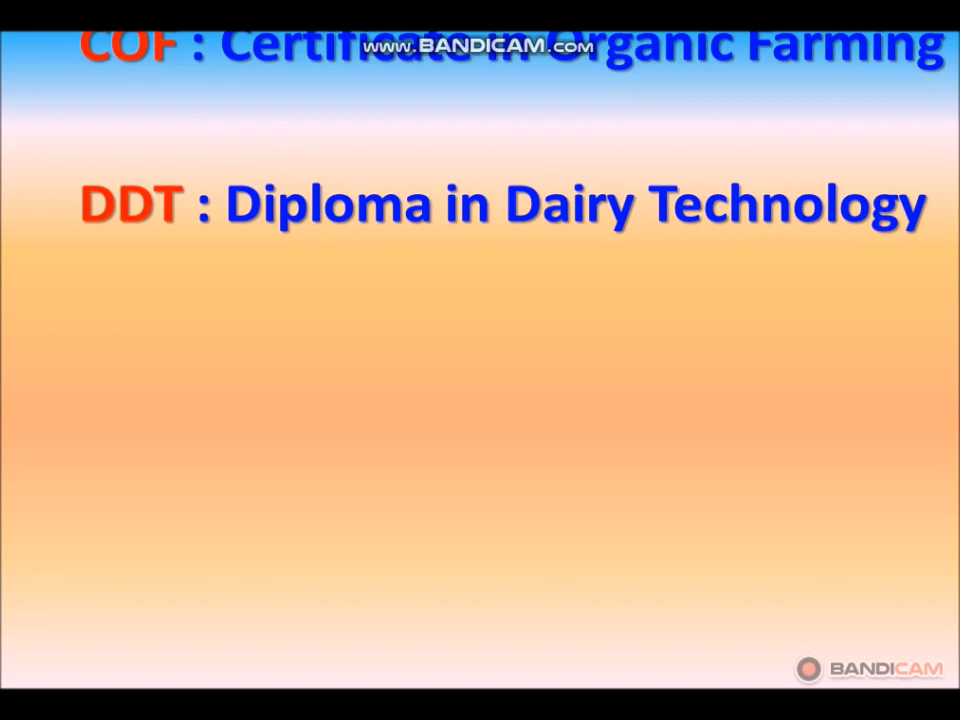 COF : Certificate in Organic Farming
www.BANDICAM.com
DDT : Diploma in Dairy Technology
BANDICAM